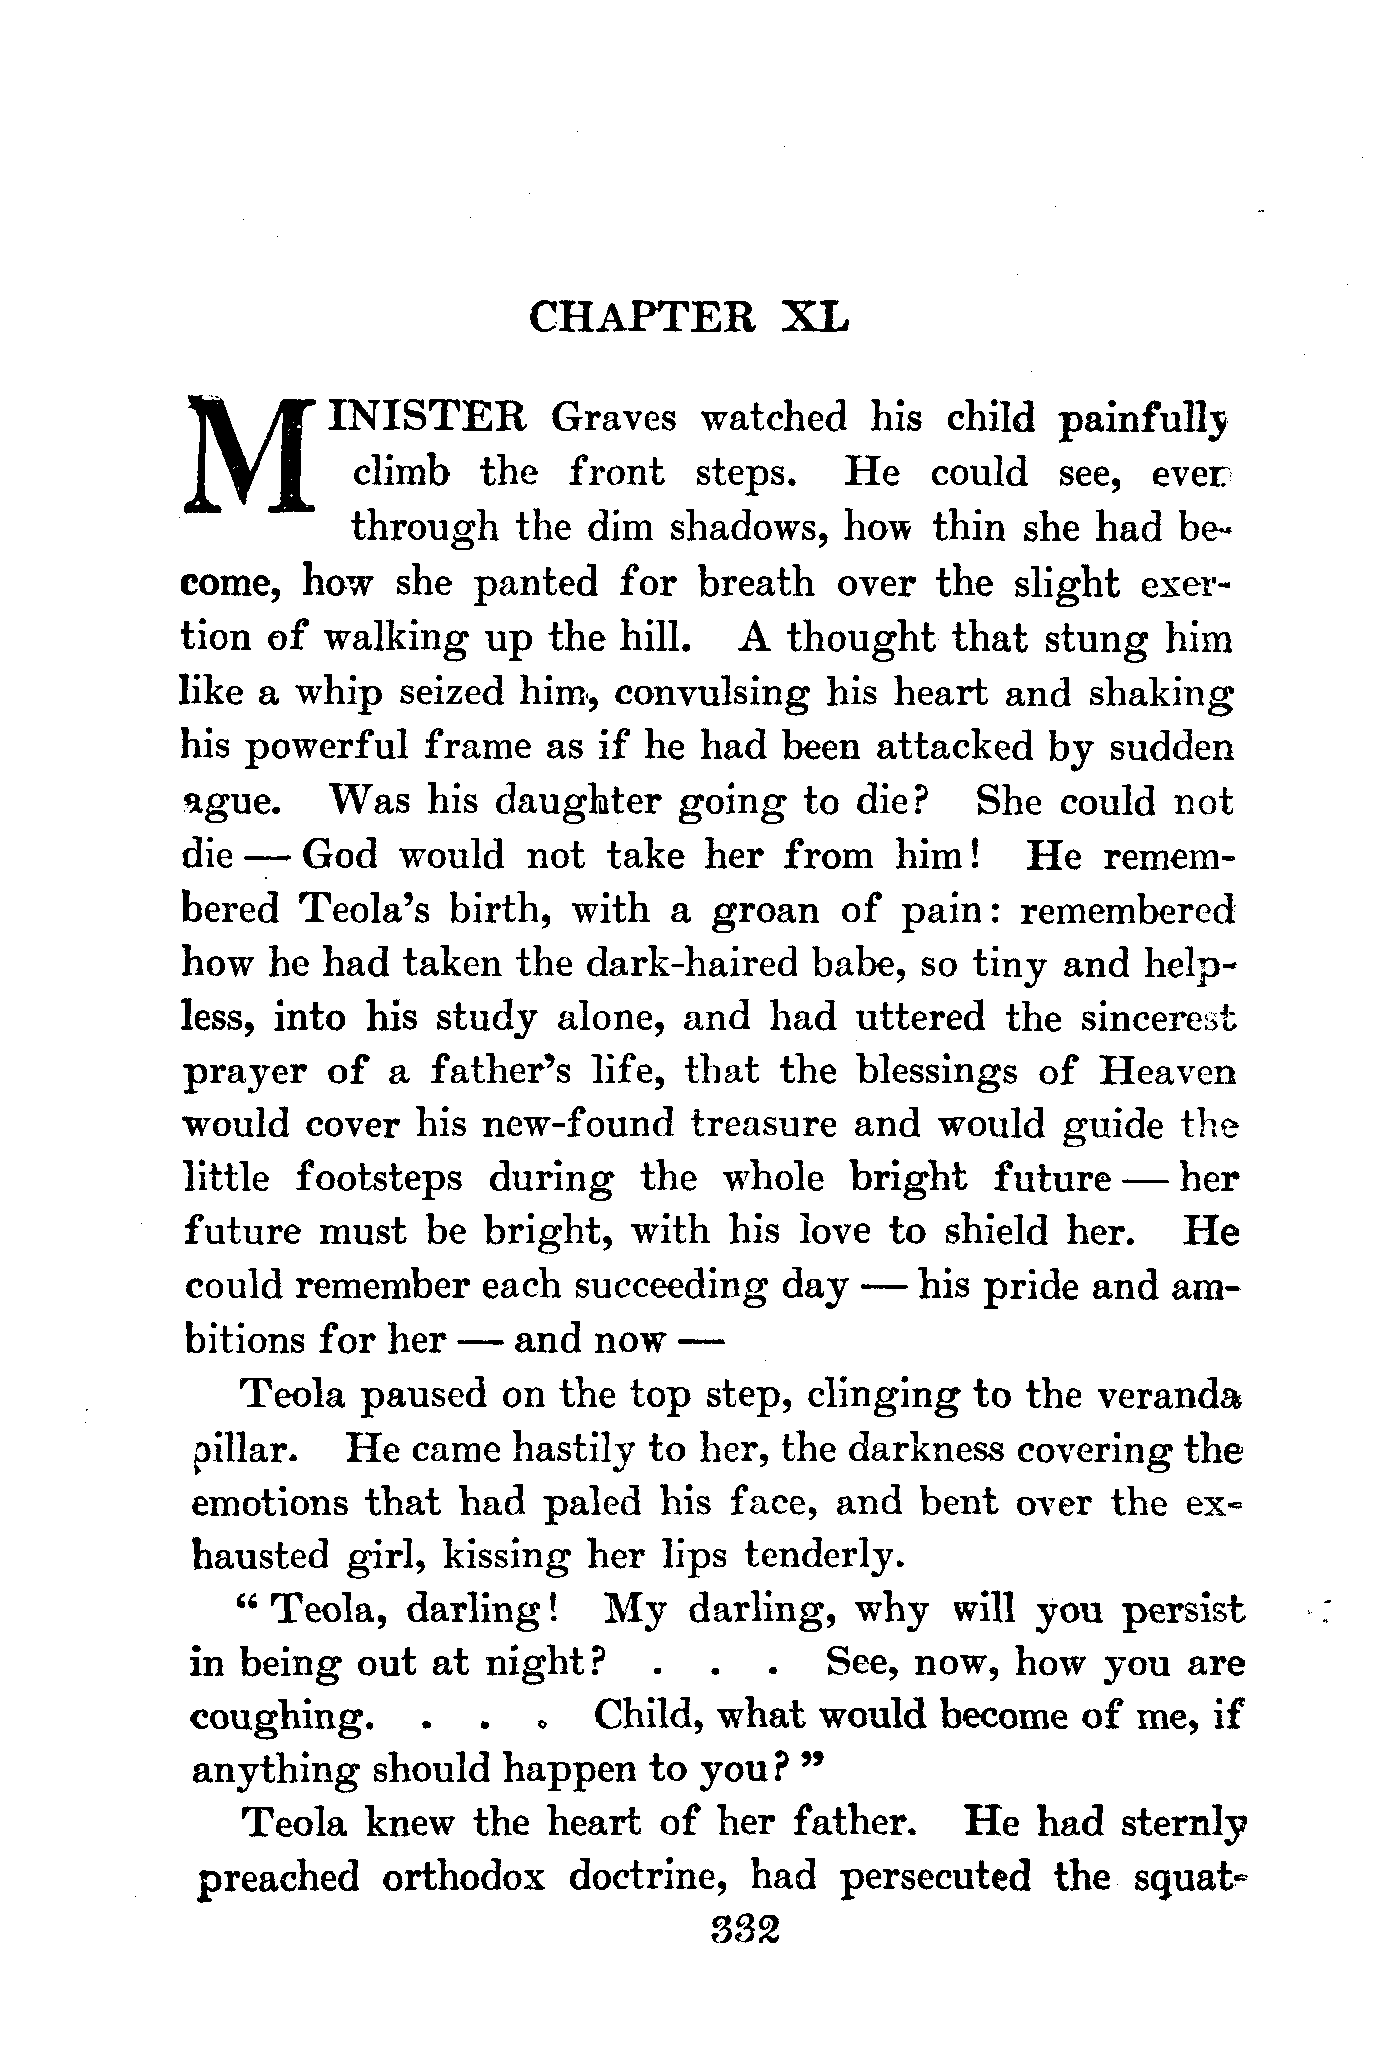 CHAPTER XL
MINISTER Graves watched his child painfully
climb the front steps. He could see, even
through the dim shadows, how thin she had be-
come, how she panted for breath over the slight exer-
tion of walking up the hill. A thought that stung him
like a whip seized him, convulsing his heart and shaking
his powerful frame as if he had been attacked by sudden
ague. Was his daughter going to die? She could not
die — God would not take her from him! He remem-
bered Teola's birth, with a groan of pain: remembered
how he had taken the dark-haired babe, so tiny and help-
less, into his study alone, and had uttered the sincerest
prayer of a father's life, that the blessings of Heaven
would cover his new-found treasure and would guide the
little footsteps during the whole bright future — her
future must be bright, with his love to shield her. He
could remember each succeeding day — his pride and am-
bitions for her — and now —
Teola paused on the top step, clinging to the veranda
pillar. He came hastily to her, the darkness covering the
emotions that had paled his face, and bent over the ex-
hausted girl, kissing her lips tenderly.
" Teola, darling! My darling, why will you persist
in being out at night? . . . See, now, how you are
coughing. . . . Child, what would become of me, if
anything should happen to you? "
Teola knew the heart of her father. He had sternly
preached orthodox doctrine, had persecuted the squat-
332